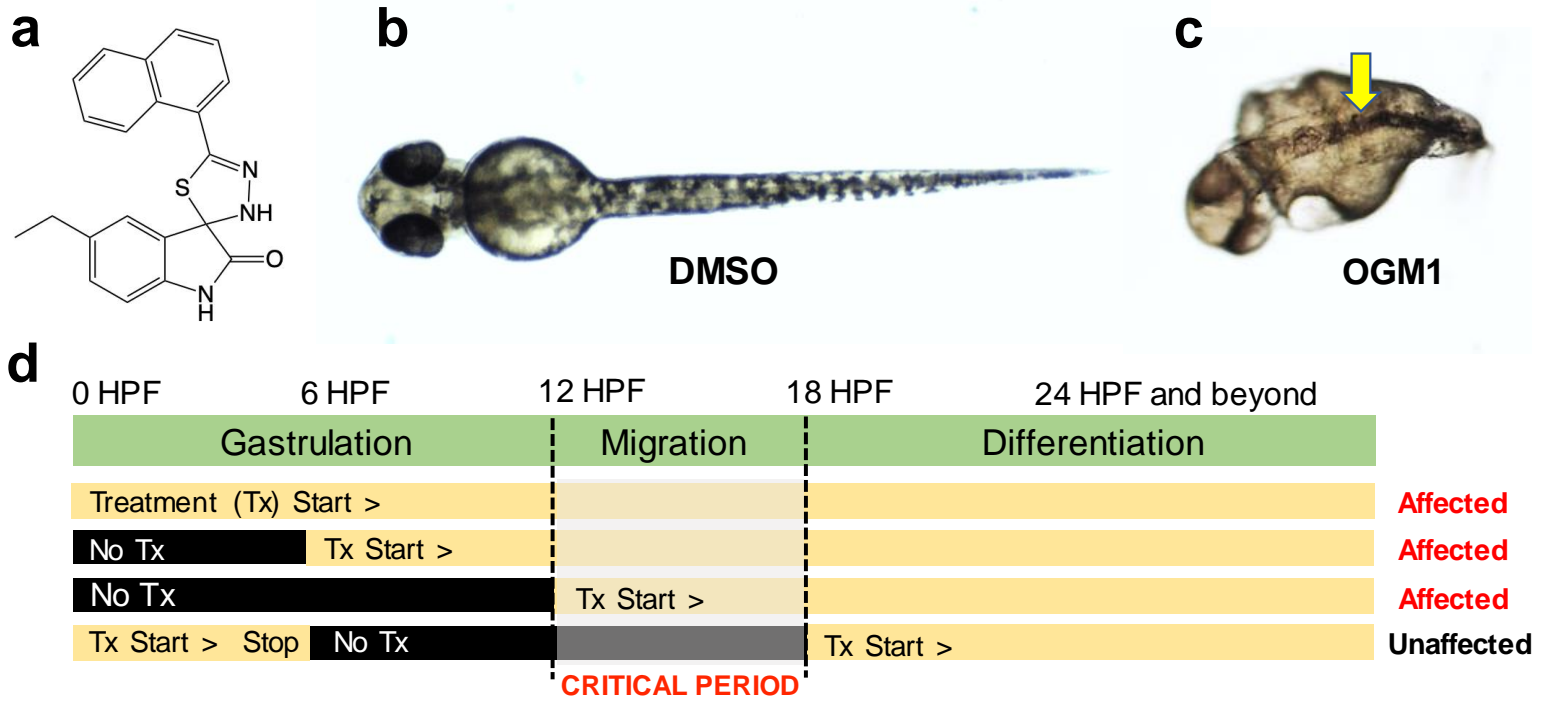 a
b
c
N
S
NH
O
N
H
DMSO
OGM1
d
0 HPF 6 HPF 12 HPF 18 HPF 24 HPF and beyond
Gastrulation Migration Differentiation
Treatment (Tx) Start > Affected
No Tx Tx Start > Affected
No Tx Tx Start > Affected
Tx Start > Stop No Tx Tx Start > Unaffected
CRITICAL PERIOD